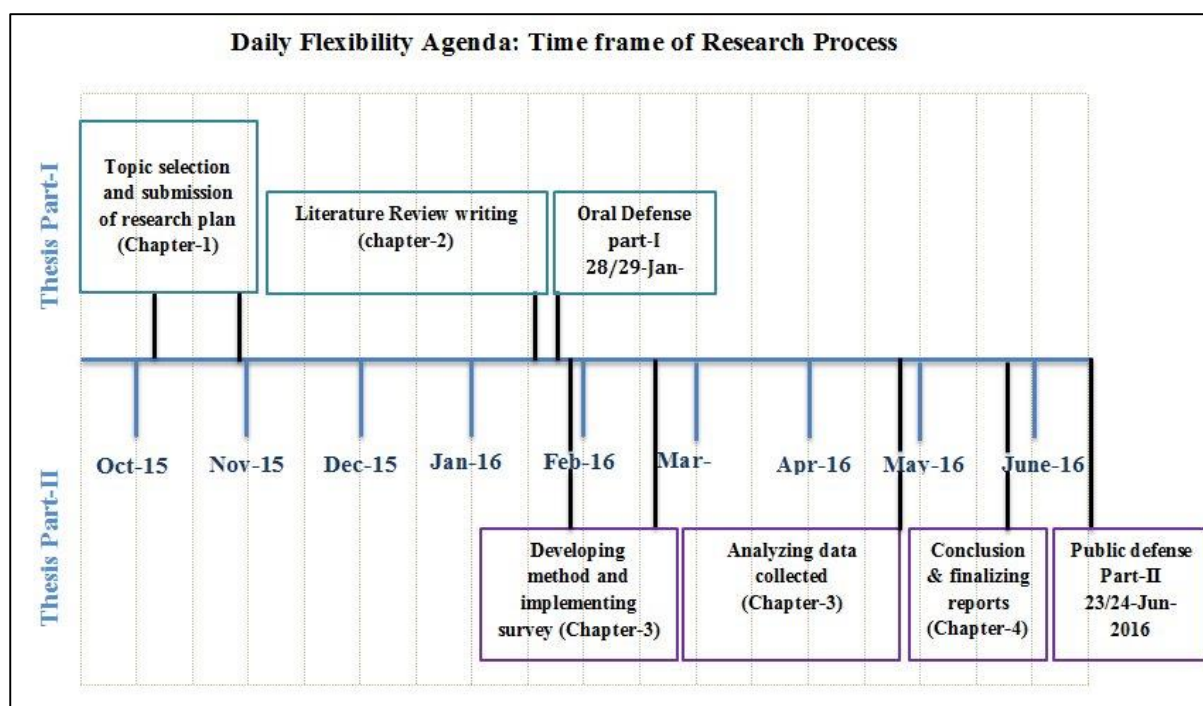 Daily Flexibility Agenda: Time frame of Research Process
Thesis Part-I
Topic selection
and submission
of research plan
(Chapter-1)
Literature Review writing
(chapter-2)
Oral Defense
part-I
28/29-Jan-
Oct-15
Nov-15
Dec-15
Jan-16
Feb-16
Mar-
Apr-16
May-16
June-16
Thesis Part-II
Developing
method and
implementing
survey (Chapter-3)
Analyzing data
collected
(Chapter-3)
Conclusion
& finalizing
reports
(Chapter-4)
Public defense
Part-II
23/24-Jun-
2016